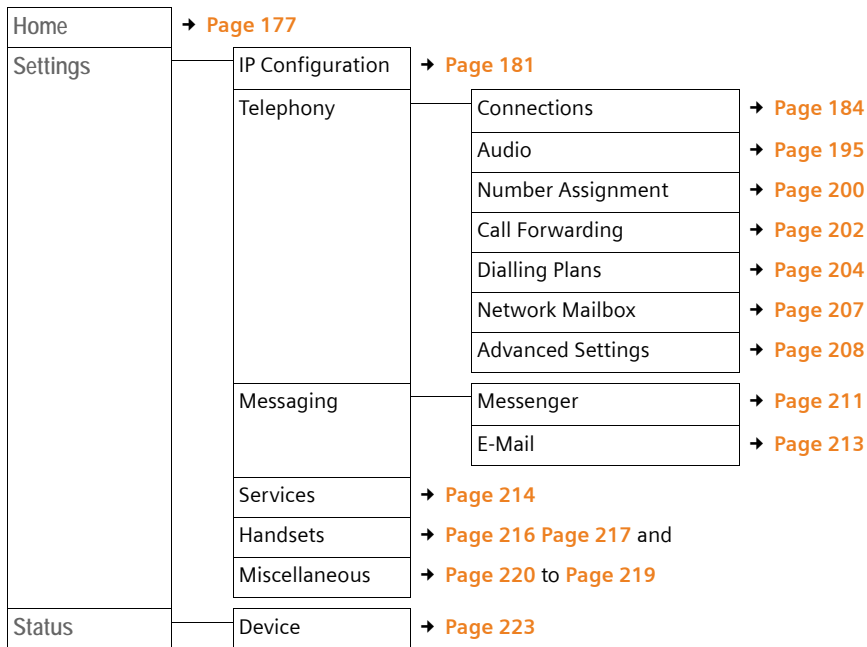 Home → Page 177
Settings IP Configuration → Page 181
Telephony Connections → Page 184
Audio → Page 195
Number Assignment → Page 200
Call Forwarding → Page 202
Dialling Plans → Page 204
Network Mailbox → Page 207
Advanced Settings → Page 208
Messaging Messenger → Page 211
E-Mail → Page 213
Services → Page 214
Handsets → Page 216 Page 217 and
Miscellaneous → Page 220 to Page 219
Status Device → Page 223